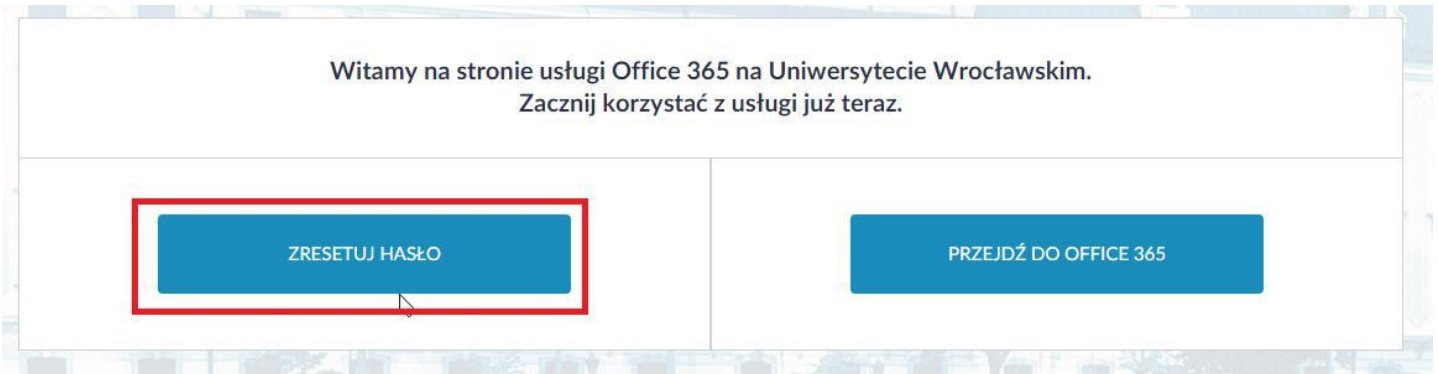 Witamy na stronie usługi Office 365 na Uniwersytecie Wrocławskim.
Zacznij korzystać z usługi już teraz.
ZRESETUJ HASŁO
PRZEJDŹ DO OFFICE 365